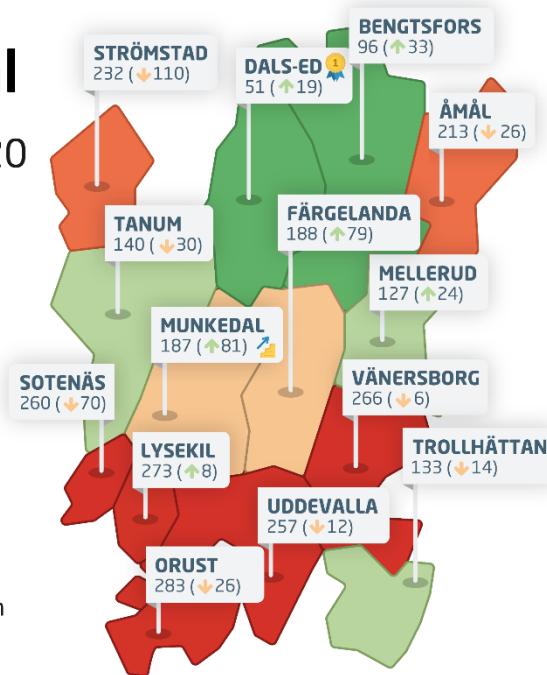 l
20
BENGTSFORS
96 (↑33)
STRÖMSTAD
232 (↓110)
DALS-ED 1
51 (↑19)
ÅMÅL
213 (↓26)
TANUM
140 (↓30)
FÄRGELANDA
188 (↑79)
MELLERUD
127 (↑24)
MUNKEDAL
187 (↑81)
SOTENÄS
260 (↓70)
VÄNERSBORG
266 (↓6)
LYSEKIL
273 (↑8)
TROLLHÄTTAN
133 (↓14)
UDDEVALLA
257 (↓12)
ORUST
283 (↓26)